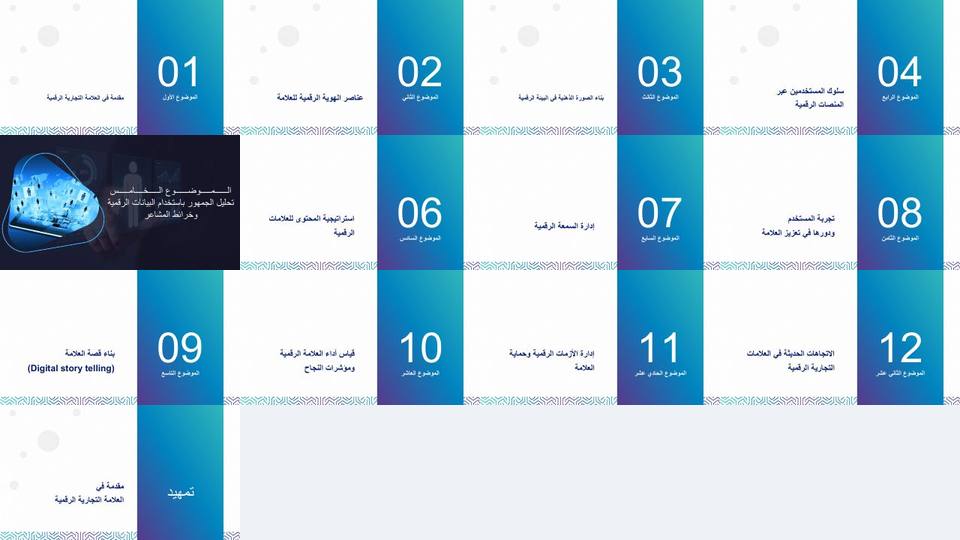 01
الموضوع الأول
مقدمة في العلامة التجارية الرقمية
02
الموضوع الثاني
عناصر الهوية الرقمية للعلامة
03
الموضوع الثالث
بناء الصورة الذهنية في البيئة الرقمية
04
الموضوع الرابع
سلوك المستخدمين عبر
المنصات الرقمية
الـمـوضـوع الـخـامـس
تحليل الجمهور باستخدام البيانات الرقمية
وخرائط المشاعر
06
الموضوع السادس
استراتيجية المحتوى للعلامات
الرقمية
07
الموضوع السابع
إدارة السمعة الرقمية
08
الموضوع الثامن
تجربة المستخدم
ودورها في تعزيز العلامة
09
الموضوع التاسع
بناء قصة العلامة
(Digital story telling)
10
الموضوع العاشر
قياس أداء العلامة الرقمية
ومؤشرات النجاح
11
الموضوع الحادي عشر
إدارة الأزمات الرقمية وحماية
العلامة
12
الموضوع الثاني عشر
الاتجاهات الحديثة في العلامات
التجارية الرقمية
تمهيد
مقدمة في
العلامة التجارية الرقمية